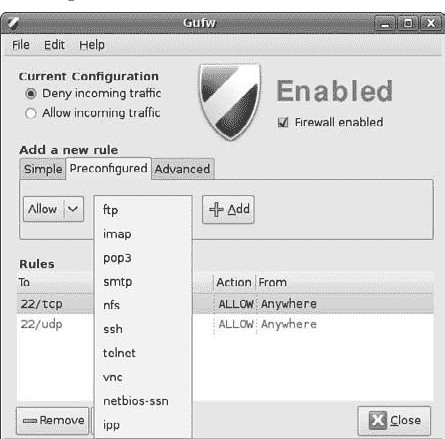 Gufw
File Edit Help
Current Configuration
Deny incoming traffic
Allow incoming traffic
Enabled
Firewall enabled
Add a new rule
Simple Preconfigured Advanced
Allow
Add
ftp
imap
pop3
smtp
nfs
ssh
telnet
vnc
netbios-ssn
ipp
Rules
To Action From
22/tcp ALLOW Anywhere
22/udp ALLOW Anywhere
Remove
Close